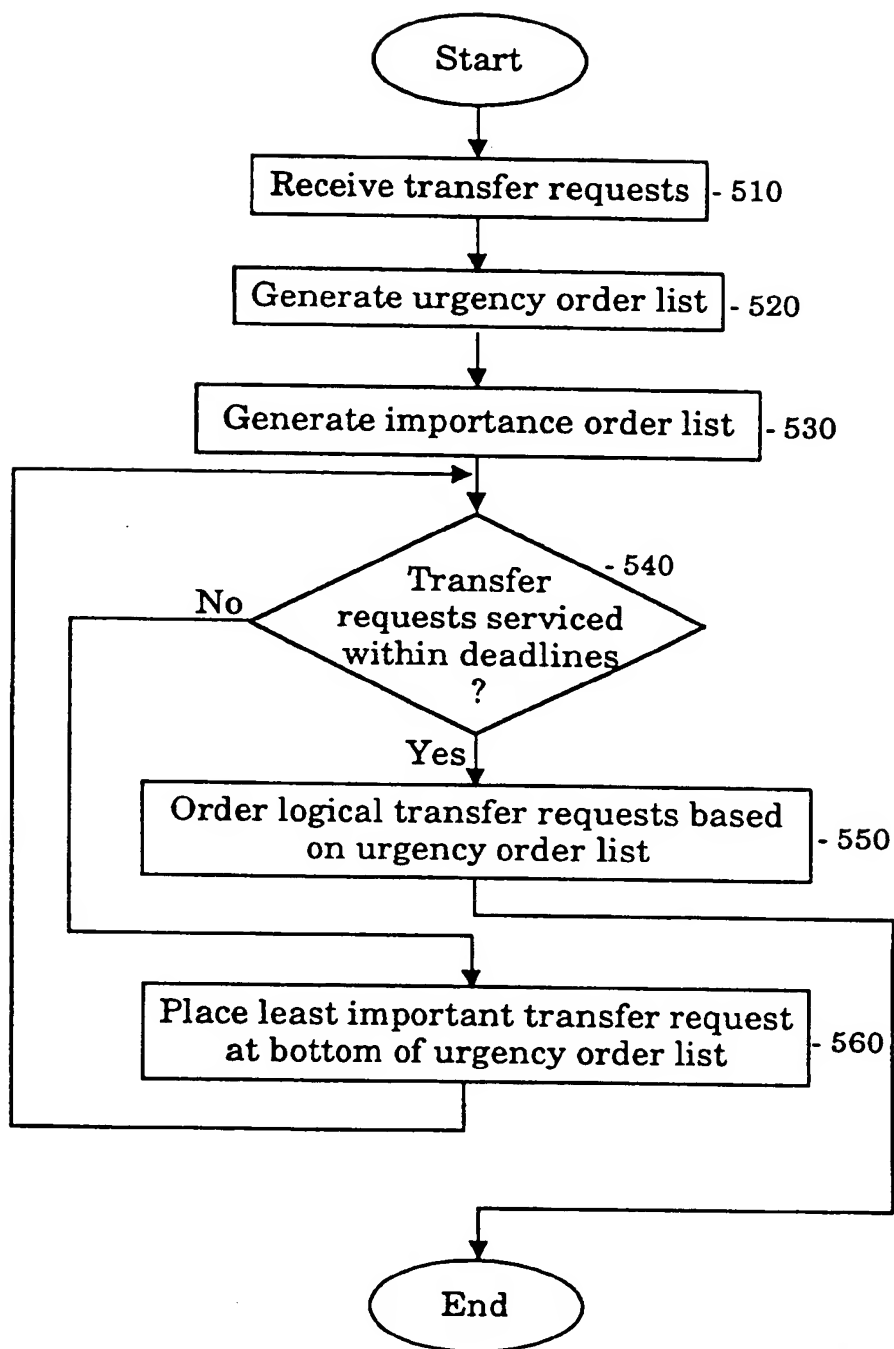 Start
Receive transfer requests - 510
Generate urgency order list - 520
Generate importance order list - 530
- 540
Transfer
requests serviced
within deadlines
?
No
Yes
Order logical transfer requests based
on urgency order list
- 550
Place least important transfer request
at bottom of urgency order list
- 560
End